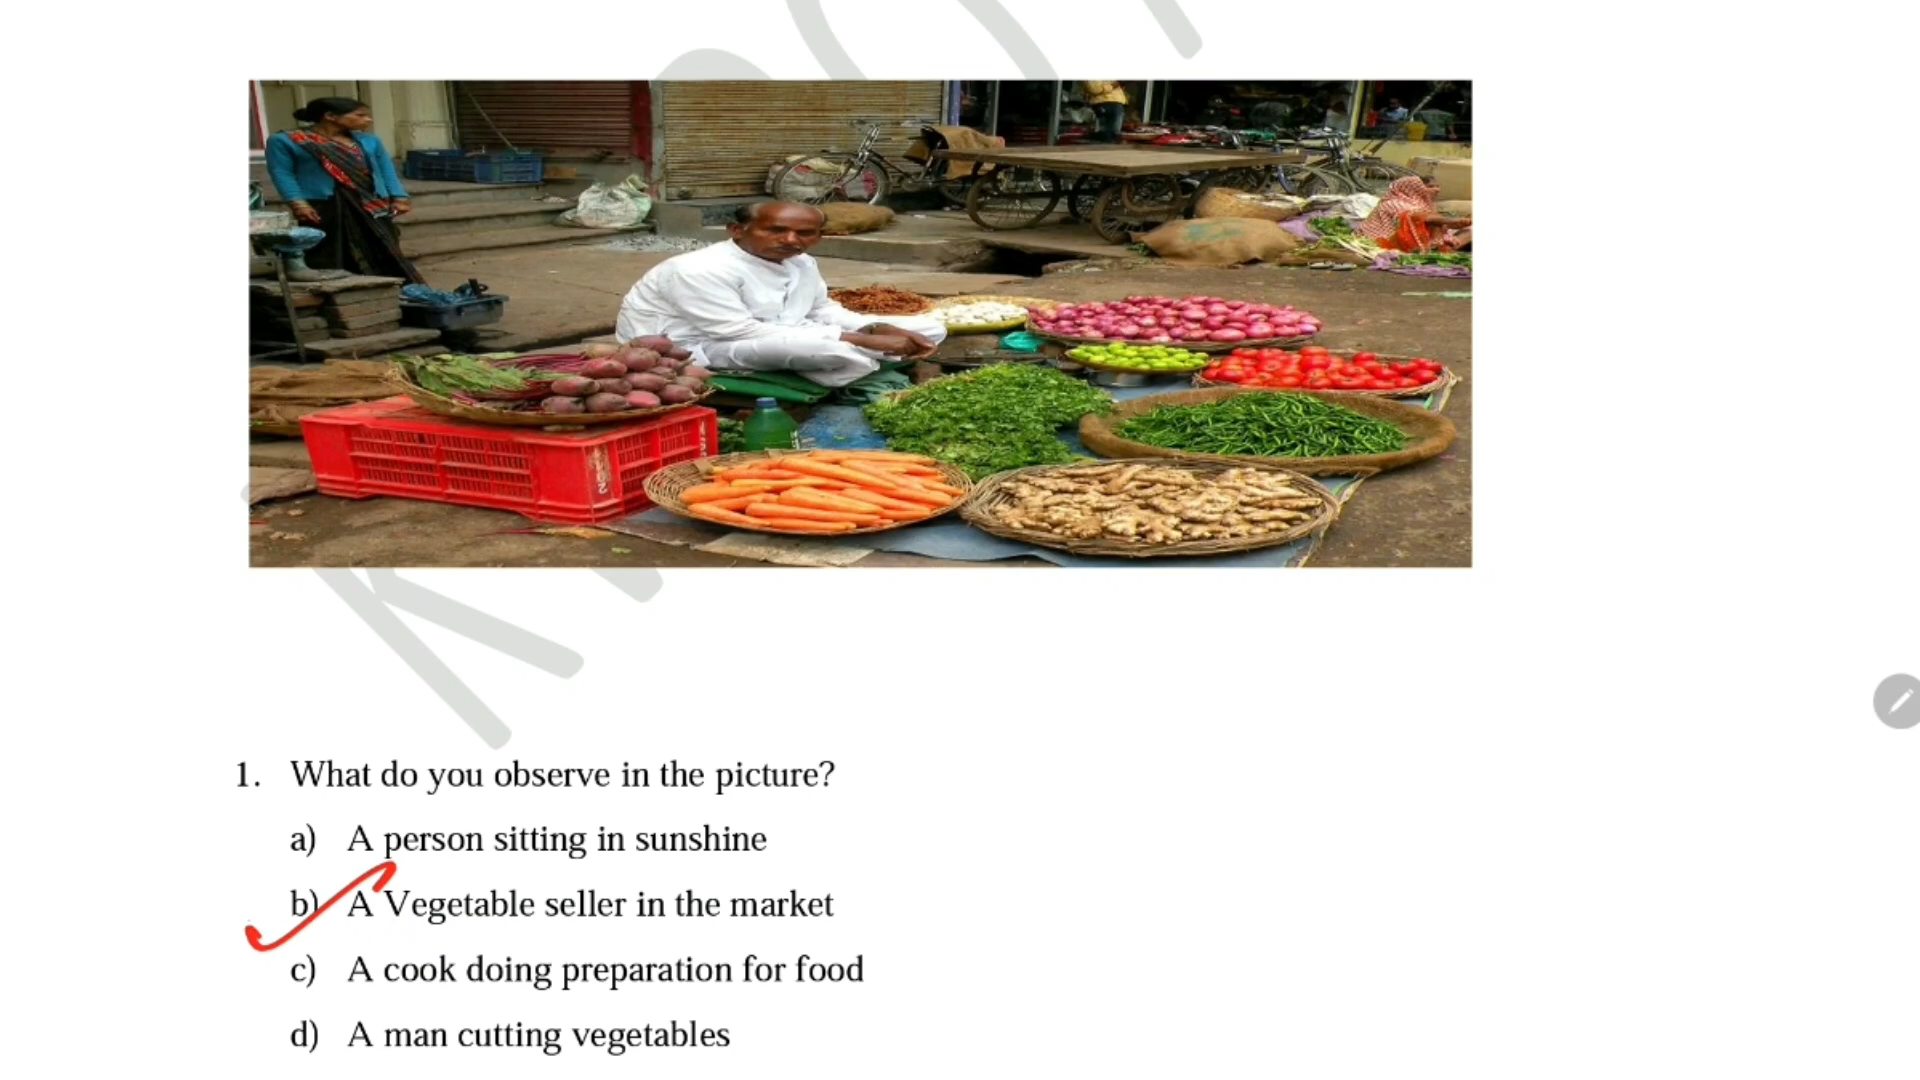 1. What do you observe in the picture?
a) A person sitting in sunshine
b) A Vegetable seller in the market
c) A cook doing preparation for food
d) A man cutting vegetables